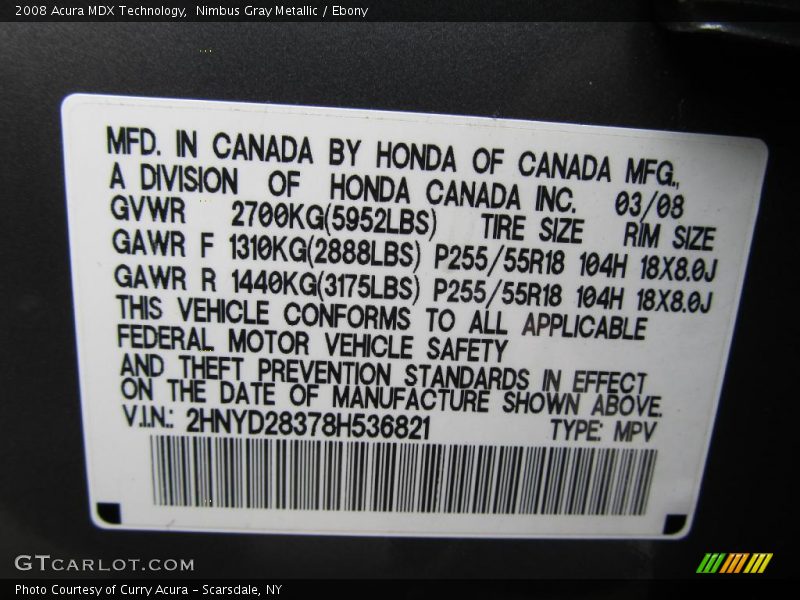 2008 Acura MDX Technology, Nimbus Gray Metallic / Ebony
MFD. IN CANADA BY HONDA OF CANADA MFG.,
A DIVISION OF HONDA CANADA INC. 03/08
GVWR 2700KG(5952LBS) TIRE SIZE RIM SIZE
GAWR F 1310KG(2888LBS) P255/55R18 104H 18X8.0J
GAWR R 1440KG(3175LBS) P255/55R18 104H 18X8.0J
THIS VEHICLE CONFORMS TO ALL APPLICABLE
FEDERAL MOTOR VEHICLE SAFETY
AND THEFT PREVENTION STANDARDS IN EFFECT
ON THE DATE OF MANUFACTURE SHOWN ABOVE.
V.I.N.: 2HNYD28378H536821 TYPE: MPV
GTCARLOT.COM
Photo Courtesy of Curry Acura - Scarsdale, NY